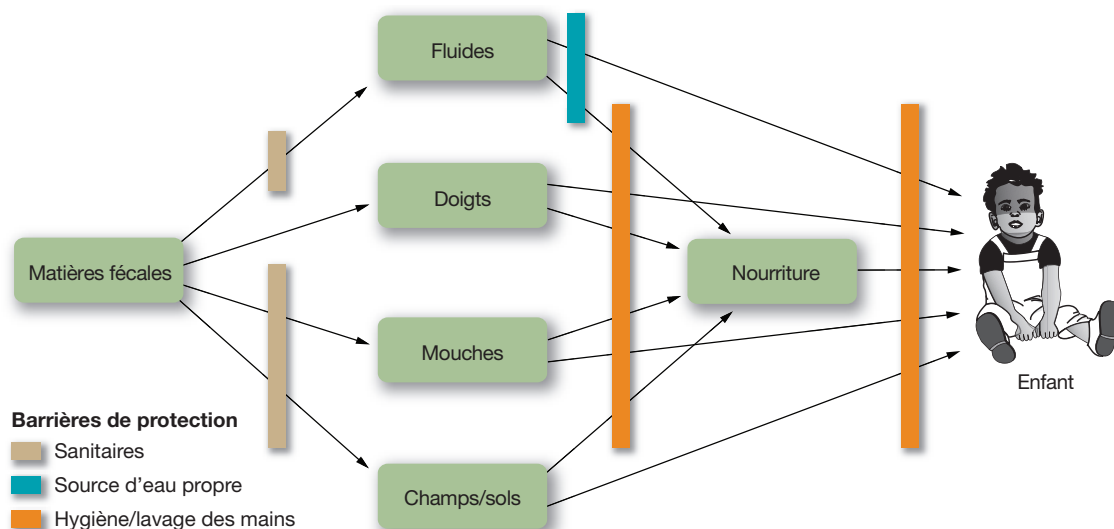 Fluides
Doigts
Matières fécales
Nourriture
Mouches
Enfant
Champs/sols
Barrières de protection
Sanitaires
Source d'eau propre
Hygiène/lavage des mains